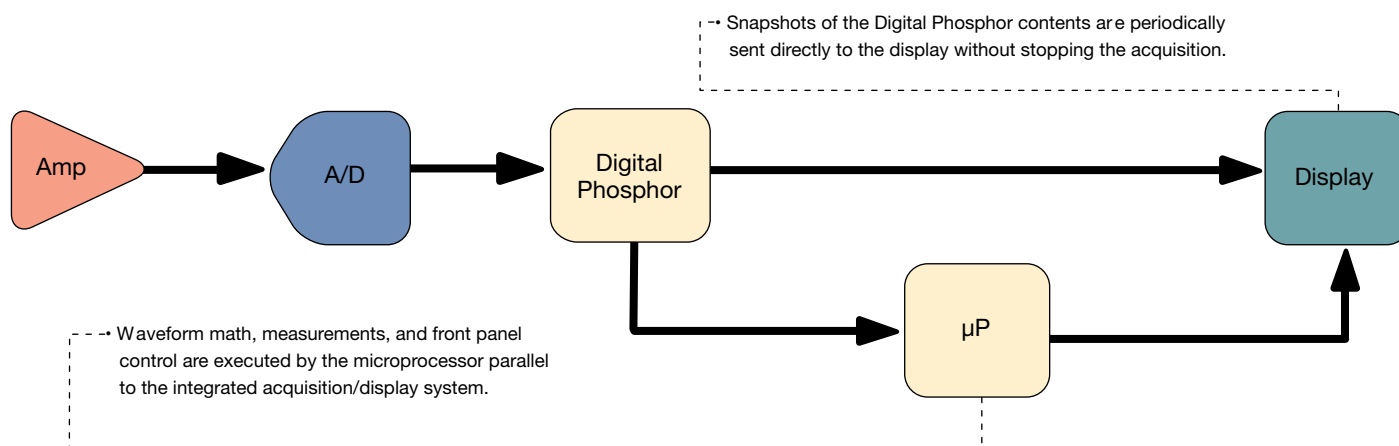 • Snapshots of the Digital Phosphor contents are periodically
sent directly to the display without stopping the acquisition.
Amp
A/D
Digital
Phosphor
Display
µP
• Waveform math, measurements, and front panel
control are executed by the microprocessor parallel
to the integrated acquisition/display system.